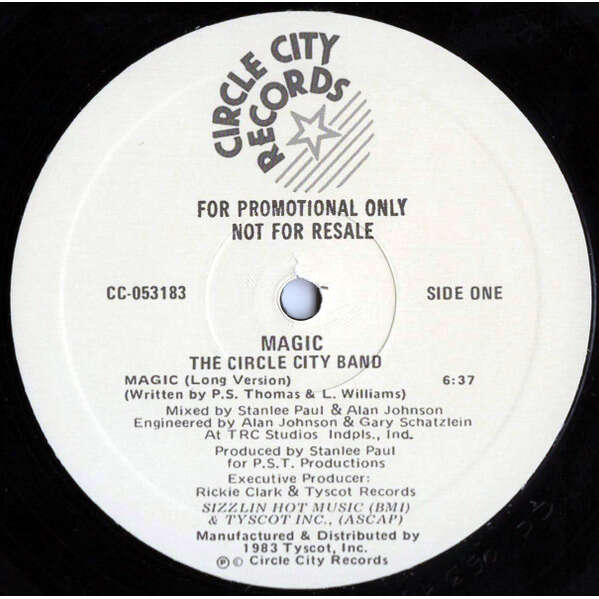 CIRCLE CITY
RECORDS
FOR PROMOTIONAL ONLY
NOT FOR RESALE
CC-053183
SIDE ONE
MAGIC
THE CIRCLE CITY BAND
MAGIC (Long Version) 6:37
(Written by P.S. Thomas & L. Williams)
Mixed by Stanlee Paul & Alan Johnson
Engineered by Alan Johnson & Gary Schatzlein
At TRC Studios Indpls., Ind.
Produced by Stanlee Paul
for P.S.T. Productions
Executive Producer:
Rickie Clark & Tyscot Records
SIZZLIN HOT MUSIC (BMI)
& TYSCOT INC., (ASCAP)
Manufactured & Distributed by
1983 Tyscot, Inc.
℗ © Circle City Records